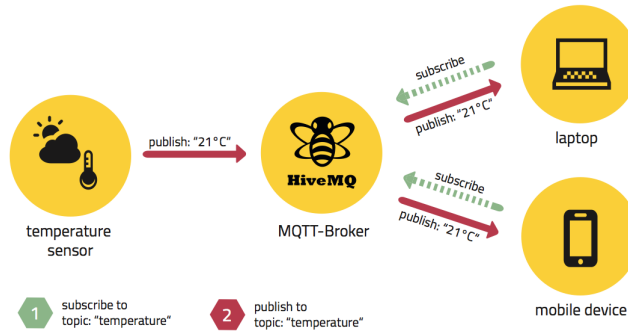 subscribe
publish: "21°C"
laptop
publish: "21°C"
HiveMQ
temperature
sensor
MQTT-Broker
subscribe
publish: "21°C"
mobile device
1
subscribe to
topic: "temperature"
2
publish to
topic: "temperature"